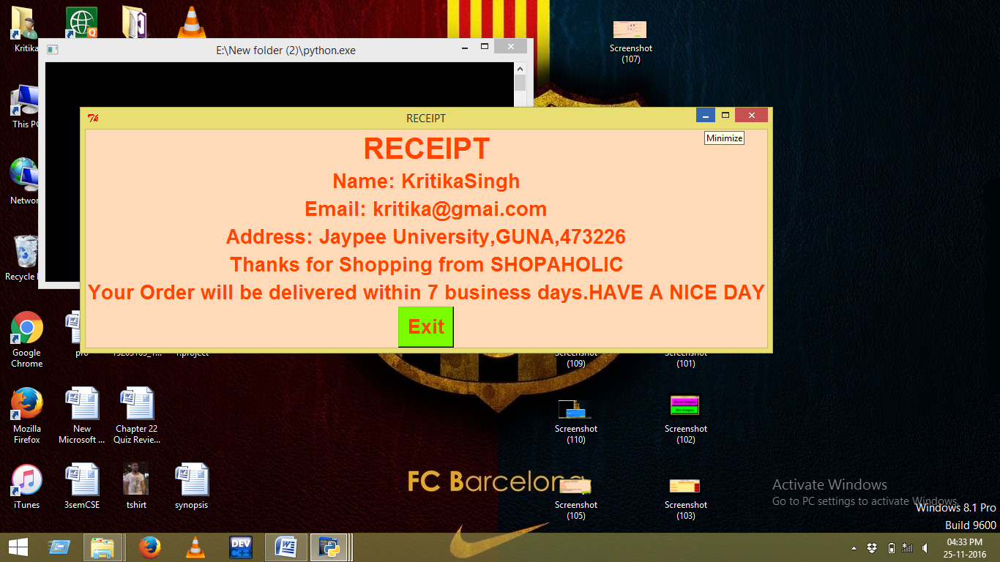 Kritika
Screenshot
(107)
E:\New folder (2)\python.exe
This PC
RECEIPT
Minimize
RECEIPT
Name: KritikaSingh
Email: kritika@gmai.com
Address: Jaypee University,GUNA,473226
Thanks for Shopping from SHOPAHOLIC
Your Order will be delivered within 7 business days.HAVE A NICE DAY
Exit
Network
Recycle
Google
Chrome
pro
Screenshot
(109)
Screenshot
(101)
Mozilla
Firefox
New
Microsoft ...
Chapter 22
Quiz Revie...
Screenshot
(110)
Screenshot
(102)
iTunes
3semCSE
tshirt
synopsis
FC Barcelona
Screenshot
(105)
Screenshot
(103)
Activate Windows
Go to PC settings to activate Windows.
Windows 8.1 Pro
Build 9600
DEV
C++
04:33 PM
25-11-2016